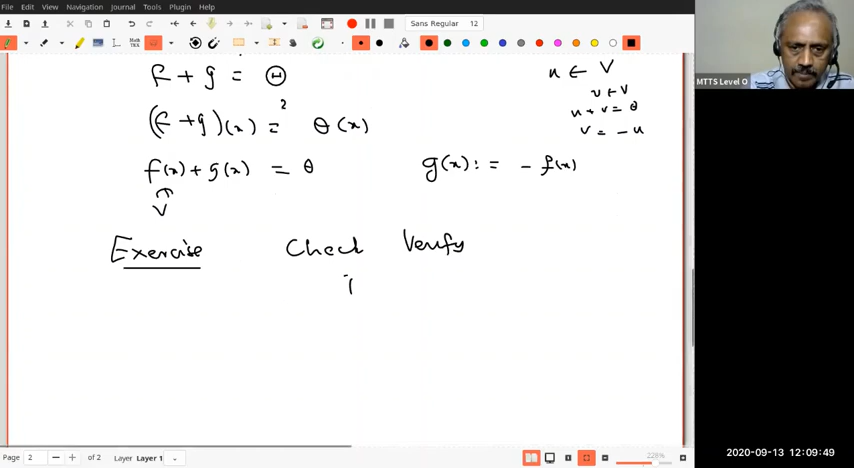 File Edit View Navigation Journal Tools Plugin Help
Sans Regular 12
MTTS Level 0
f + g = Θ
u ∈ V
v ∈ V
(f + g)(x) =? θ(x)
u + v = θ
v = -u
f(x) + g(x) = θ
g(x) := - f(x)
V
Exercise Check Verify
Page 2 of 2 Layer Layer 1 228%
2020-09-13 12:09:49